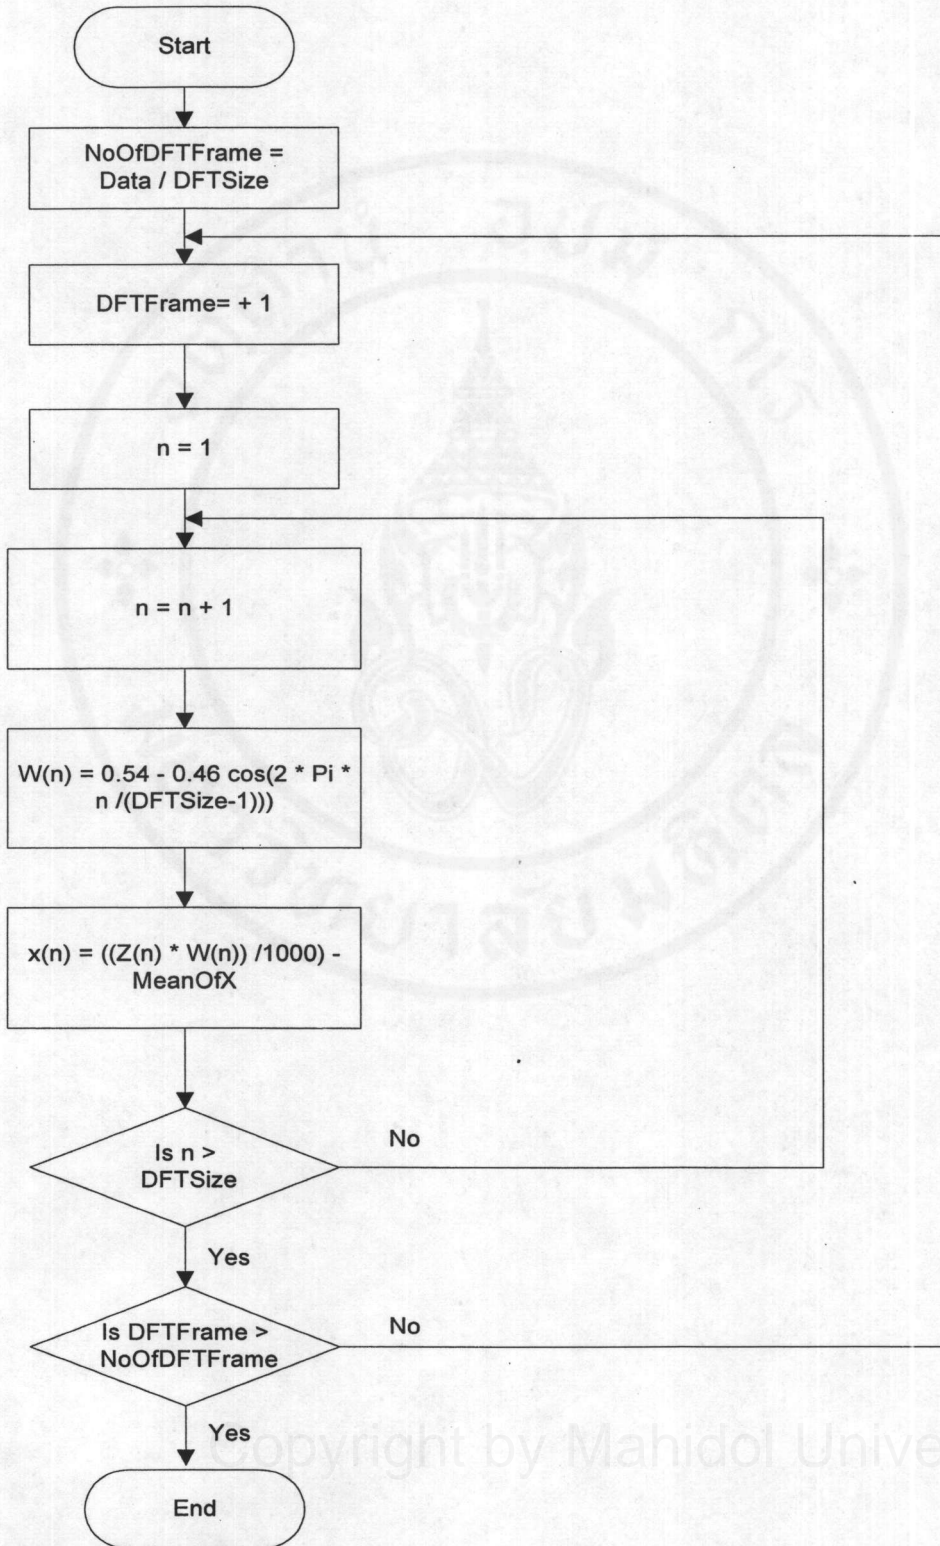 Start
NoOfDFTFrame =
Data / DFTSize
DFTFrame= + 1
n = 1
n = n + 1
W(n) = 0.54 - 0.46 cos(2 * Pi *
n /(DFTSize-1)))
x(n) = ((Z(n) * W(n)) /1000) -
MeanOfX
Is n >
DFTSize
No
Yes
Is DFTFrame >
NoOfDFTFrame
No
Yes
Copyright by Mahidol Unive
End